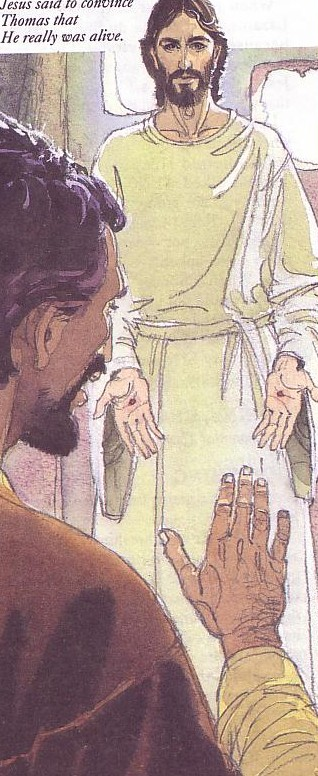 Jesus said to convince
Thomas that
He really was alive.